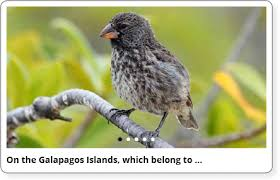 On the Galapagos Islands, which belong to ...